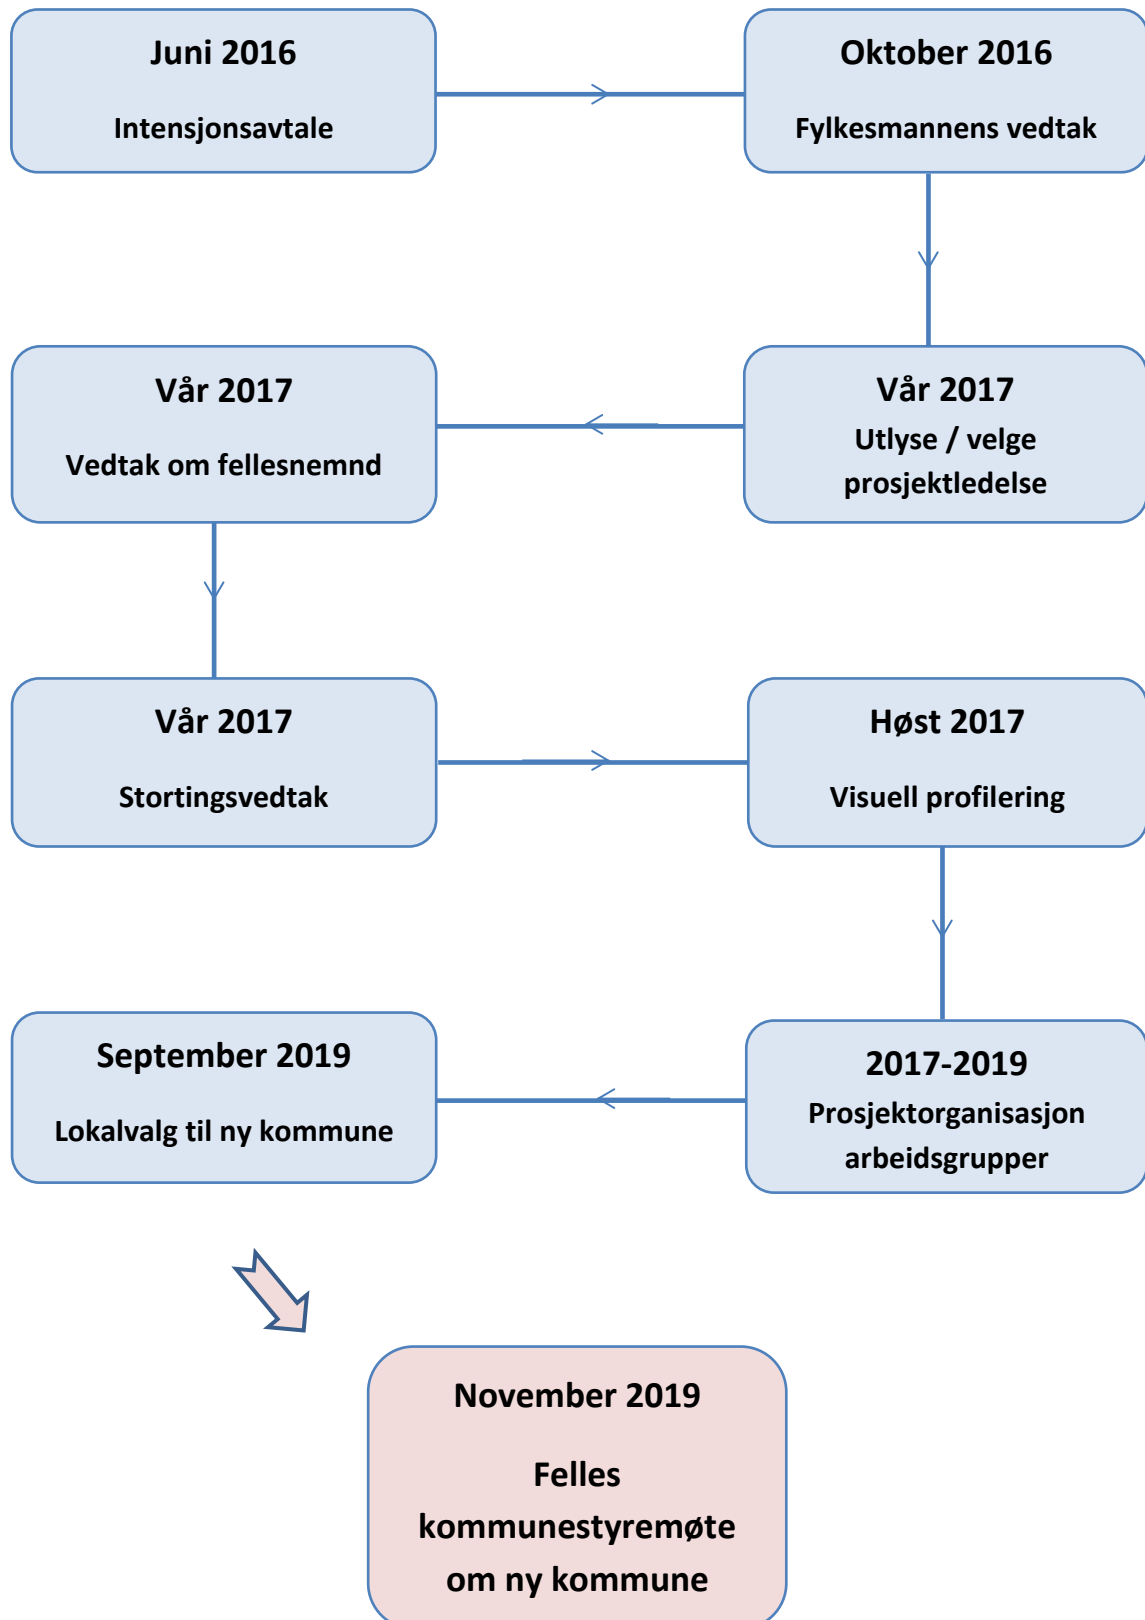 Juni 2016
Intensjonsavtale
Oktober 2016
Fylkesmannens vedtak
Vår 2017
Utlyse / velge
prosjektledelse
Vår 2017
Vedtak om fellesnemnd
Vår 2017
Stortingsvedtak
Høst 2017
Visuell profilering
2017-2019
Prosjektorganisasjon
arbeidsgrupper
September 2019
Lokalvalg til ny kommune
November 2019
Felles
kommunestyremøte
om ny kommune